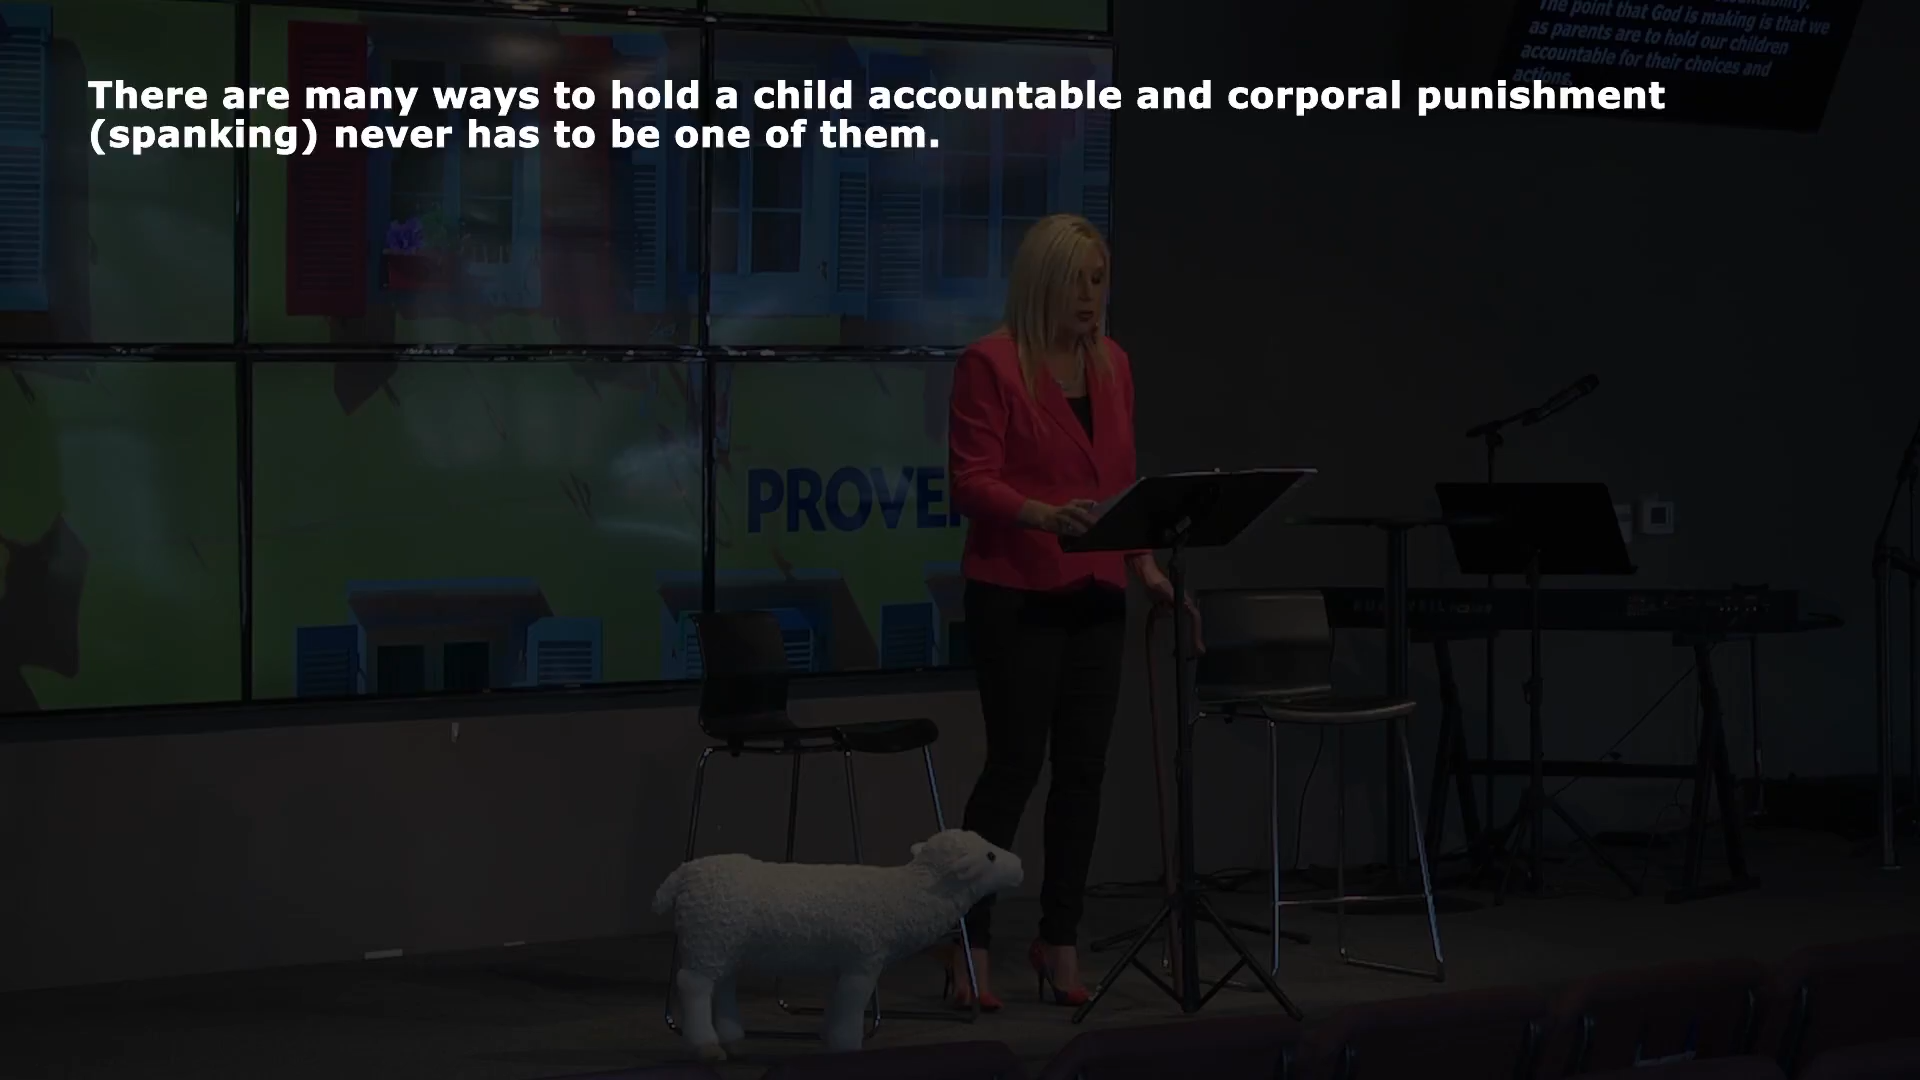 There are many ways to hold a child accountable and corporal punishment
(spanking) never has to be one of them.
The point that God is making is that we
as parents are to hold our children
accountable for their choices and
actions.
PROVE